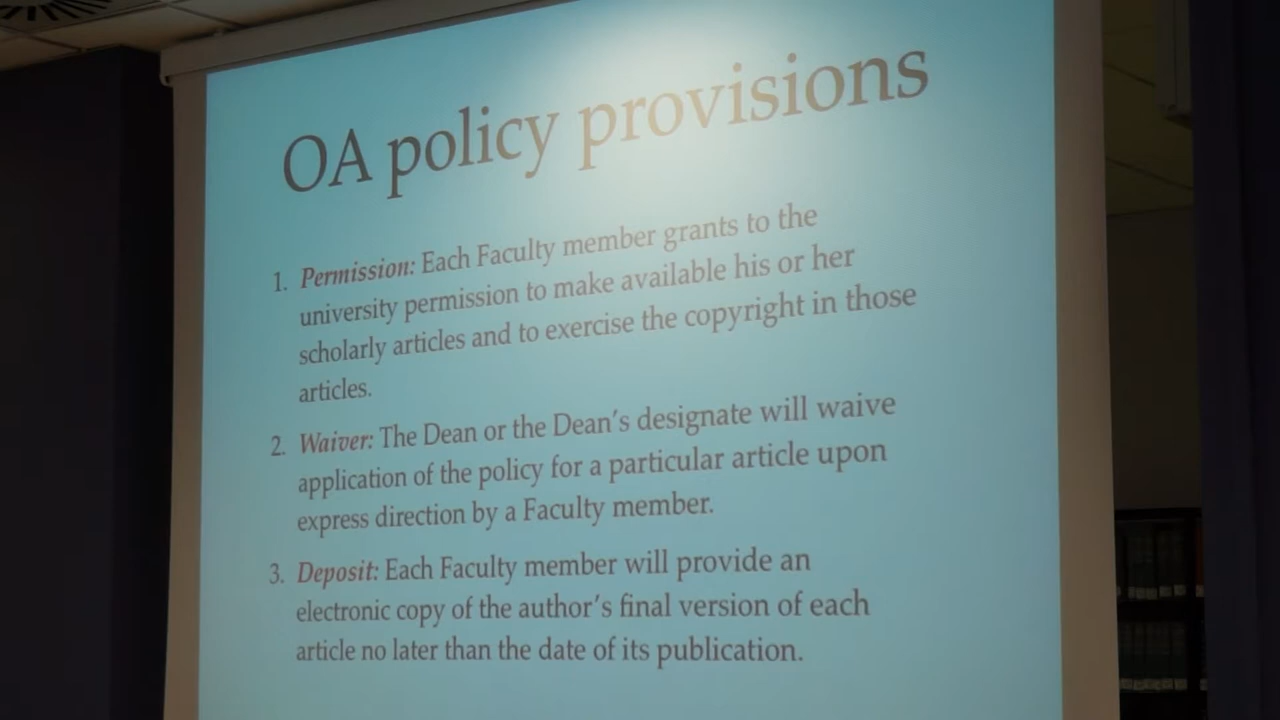 OA policy provisions
1. Permission: Each Faculty member grants to the
university permission to make available his or her
scholarly articles and to exercise the copyright in those
articles.
2. Waiver: The Dean or the Dean's designate will waive
application of the policy for a particular article upon
express direction by a Faculty member.
3. Deposit: Each Faculty member will provide an
electronic copy of the author's final version of each
article no later than the date of its publication.